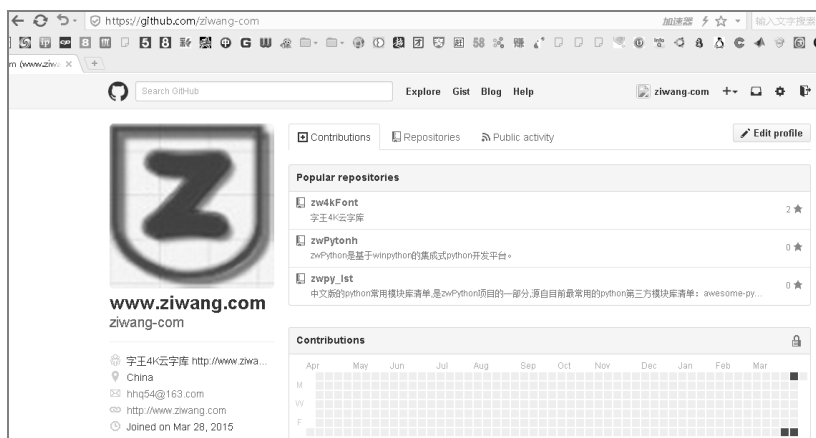 https://github.com/ziwang-com
加速器
输入文字搜索
58
m (www.ziw
Search GitHub
Explore Gist Blog Help
ziwang-com
Z
Contributions
Repositories
Public activity
Edit profile
Popular repositories
zw4kFont
字王4K云字库
2
zwPytonh
zwPython是基于winpython的集成式python开发平台。
0
zwpy_lst
中文版的python常用模块库清单,是zwPython项目的一部分,源自目前最常用的python第三方模块库清单：awesome-py...
0
www.ziwang.com
ziwang-com
字王4K云字库 http://www.ziwa...
China
hhq54@163.com
http://www.ziwang.com
Joined on Mar 28, 2015
Contributions
Apr May Jun Jul Aug Sep Oct Nov Dec Jan Feb Mar
M
W
F